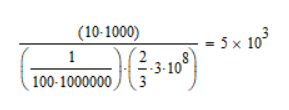 (10·1000) / ((1 / (100·1000000))·(2/3·3·10^8)) = 5 × 10^3